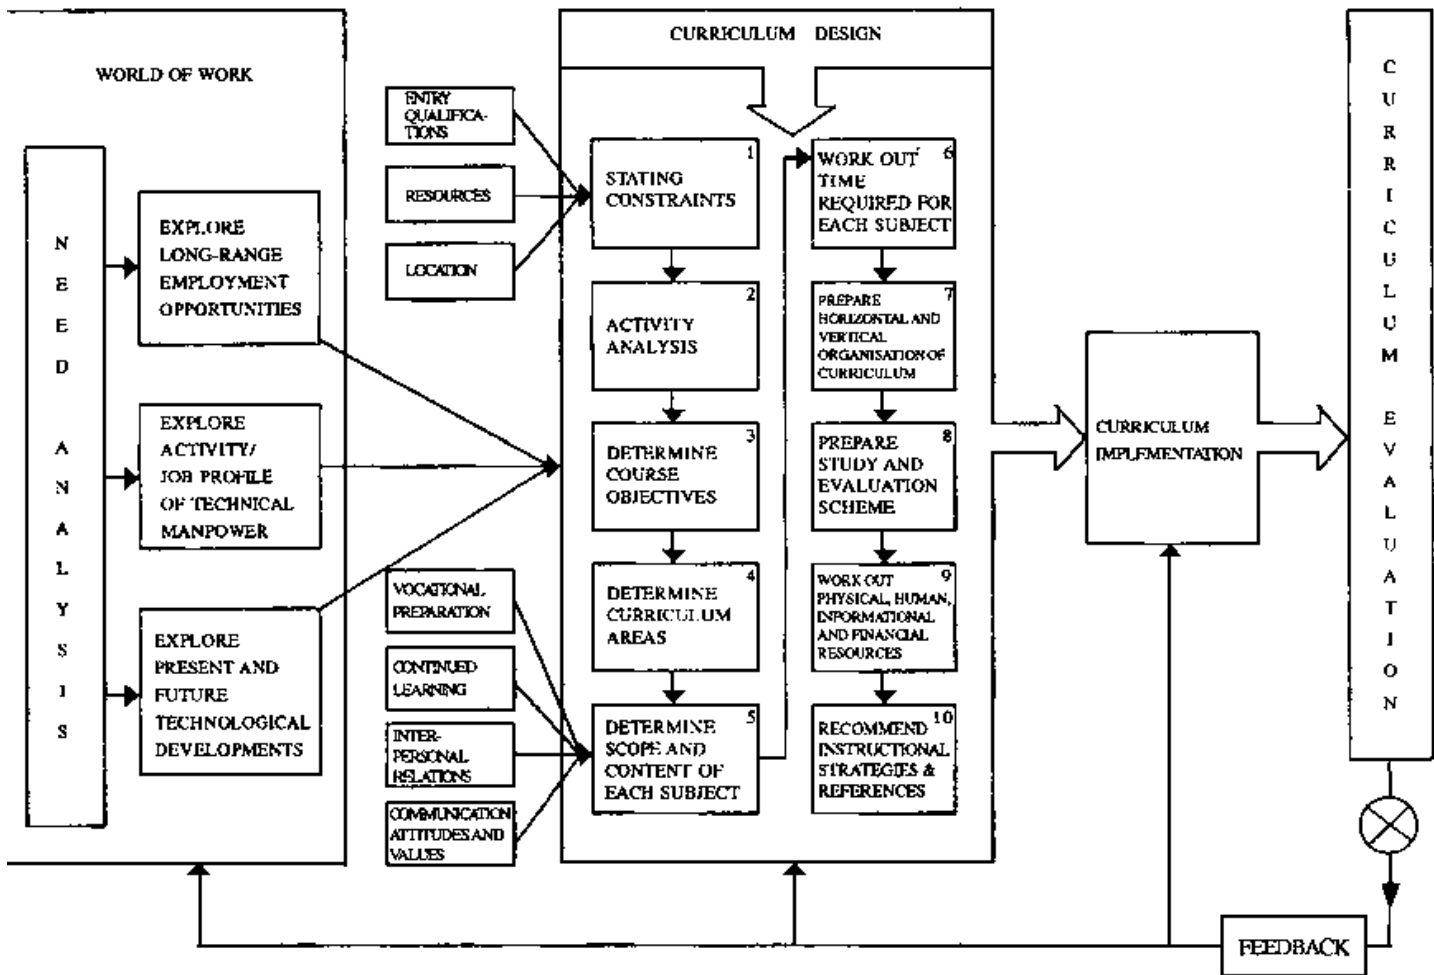 WORLD OF WORK
NEED ANALYSIS
EXPLORE
LONG-RANGE
EMPLOYMENT
OPPORTUNITIES
EXPLORE
ACTIVITY/
JOB PROFILE
OF TECHNICAL
MANPOWER
EXPLORE
PRESENT AND
FUTURE
TECHNOLOGICAL
DEVELOPMENTS
ENTRY
QUALIFICA-
TIONS
RESOURCES
LOCATION
VOCATIONAL
PREPARATION
CONTINUED
LEARNING
INTER-
PERSONAL
RELATIONS
COMMUNICATION
ATTITUDES AND
VALUES
CURRICULUM DESIGN
1
STATING
CONSTRAINTS
2
ACTIVITY
ANALYSIS
3
DETERMINE
COURSE
OBJECTIVES
4
DETERMINE
CURRICULUM
AREAS
5
DETERMINE
SCOPE AND
CONTENT OF
EACH SUBJECT
6
WORK OUT
TIME
REQUIRED FOR
EACH SUBJECT
7
PREPARE
HORIZONTAL AND
VERTICAL
ORGANISATION OF
CURRICULUM
8
PREPARE
STUDY AND
EVALUATION
SCHEME
9
WORK OUT
PHYSICAL, HUMAN,
INFORMATIONAL
AND FINANCIAL
RESOURCES
10
RECOMMEND
INSTRUCTIONAL
STRATEGIES &
REFERENCES
CURRICULUM
IMPLEMENTATION
CURRICULUM EVALUATION
FEEDBACK